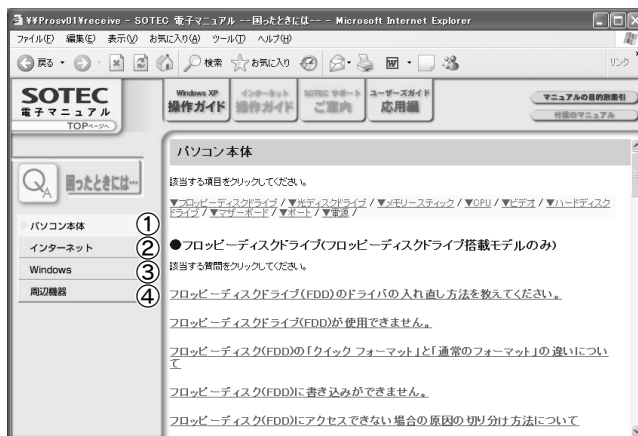 ¥¥Prosv01¥receive - SOTEC 電子マニュアル --困ったときには-- - Microsoft Internet Explorer
ファイル(F) 編集(E) 表示(V) お気に入り(A) ツール(T) ヘルプ(H)
戻る 検索 お気に入り リンク
SOTEC
電子マニュアル
TOPページへ
Windows XP
操作ガイド
インターネット
操作ガイド
SOTEC サポート
ご案内
ユーザーズガイド
応用編
マニュアルの目的別索引
付属のマニュアル
QA 困ったときには…
パソコン本体 ①
インターネット ②
Windows ③
周辺機器 ④
パソコン本体
該当する項目をクリックしてください。
▼フロッピーディスクドライブ / ▼光ディスクドライブ / ▼メモリースティック / ▼CPU / ▼ビデオ / ▼ハードディスク
ドライブ / ▼マザーボード / ▼ポート / ▼電源 /
●フロッピーディスクドライブ(フロッピーディスクドライブ搭載モデルのみ)
該当する質問をクリックしてください。
フロッピーディスクドライブ(FDD)のドライバの入れ直し方法を教えてください。
フロッピーディスクドライブ(FDD)が使用できません。
フロッピーディスク(FDD)の「クイック フォーマット」と「通常のフォーマット」の違いについ
て
フロッピーディスク(FDD)に書き込みができません。
フロッピーディスク(FDD)にアクセスできない場合の原因の切り分け方法について